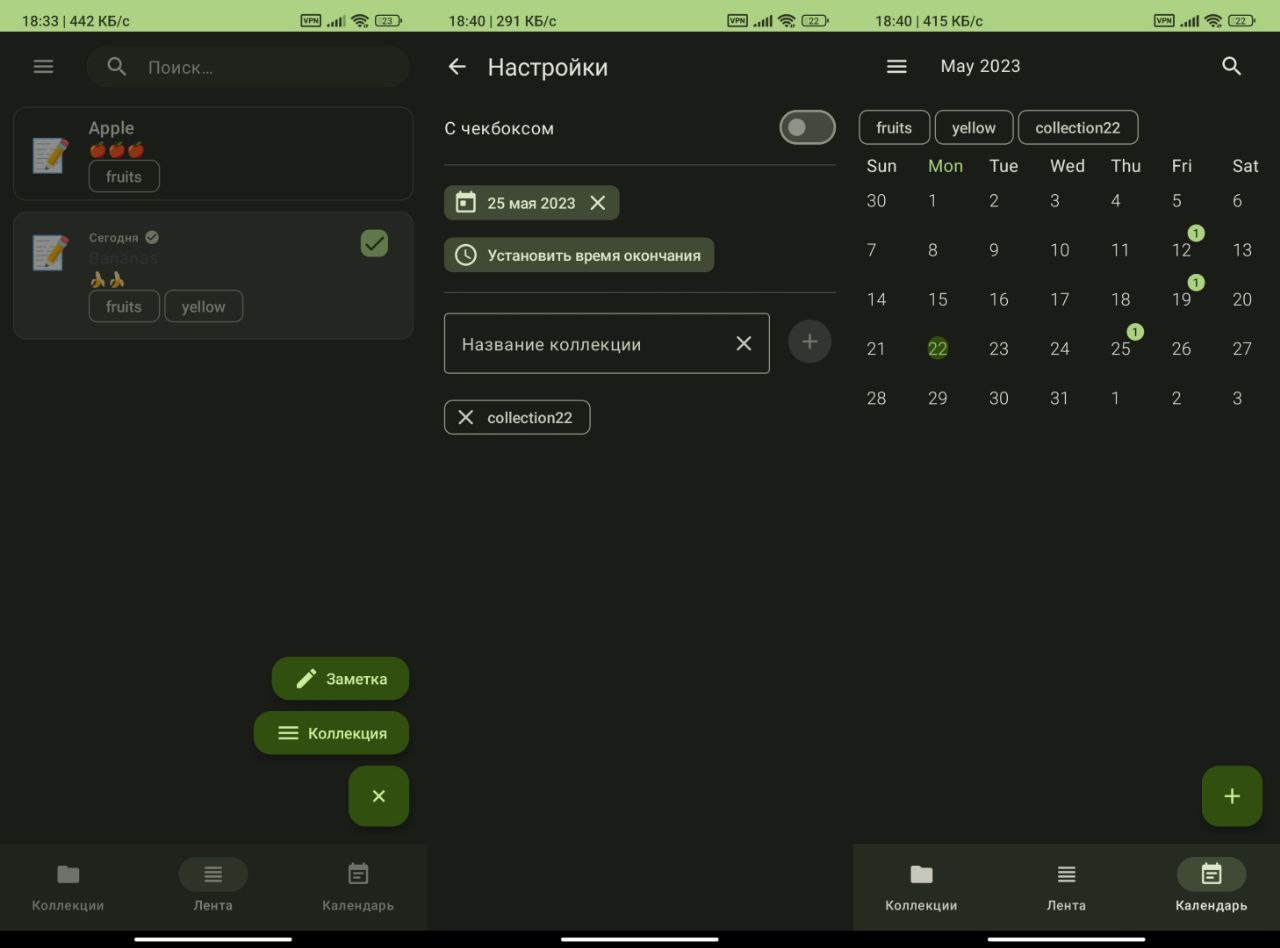 18:33 | 442 КБ/с
VPN
23
Поиск...
Apple
fruits
Сегодня
Bananas
fruits
yellow
Заметка
Коллекция
Коллекции
Лента
Календарь
18:40 | 291 КБ/с
VPN
22
Настройки
С чекбоксом
25 мая 2023
Установить время окончания
Название коллекции
collection22
18:40 | 415 КБ/с
VPN
22
May 2023
fruits yellow collection22
Sun Mon Tue Wed Thu Fri Sat
30 1 2 3 4 5 6
1
7 8 9 10 11 12 13
1
14 15 16 17 18 19 20
1
21 22 23 24 25 26 27
28 29 30 31 1 2 3
Коллекции
Лента
Календарь